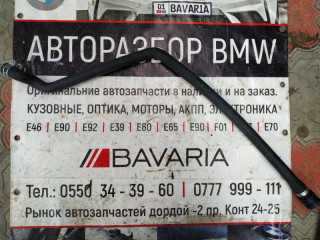 01
BAVARIA
АВТОРАЗБОР BMW
Оригинальние автозапчасти в наличии и на заказ.
КУЗОВНЫЕ, ОПТИКА, МОТОРЫ, АКПП, ЭЛЕКТРОНИКА
E46 | E90 | E92 | E39 | E60 | E65 | E90 | F01 | E70
BAVARIA
Тел.: 0550 34-39-60 | 0777 999-111
Рынок автозапчастей дордой -2 пр. Конт 24-25